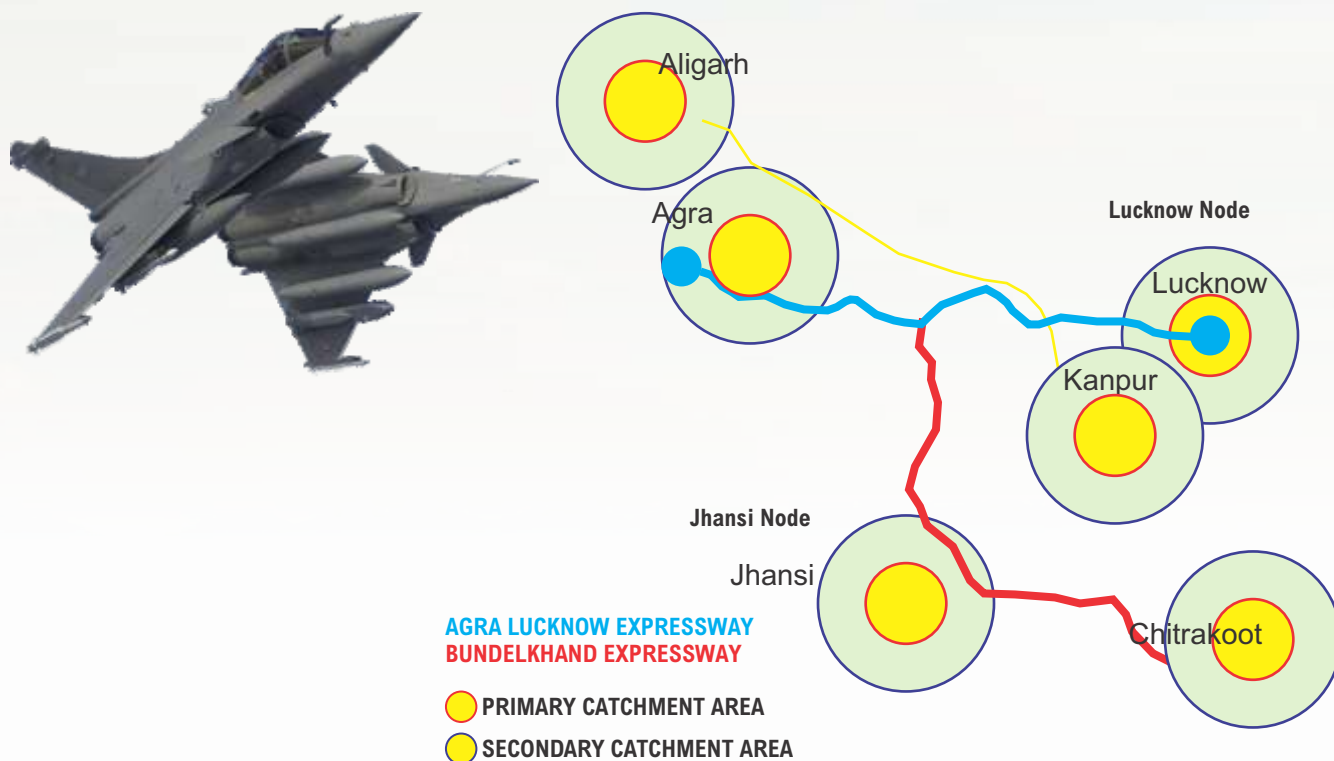 Aligarh
Agra
Lucknow Node
Lucknow
Kanpur
Jhansi Node
Jhansi
Chitrakoot
AGRA LUCKNOW EXPRESSWAY
BUNDELKHAND EXPRESSWAY
PRIMARY CATCHMENT AREA
SECONDARY CATCHMENT AREA